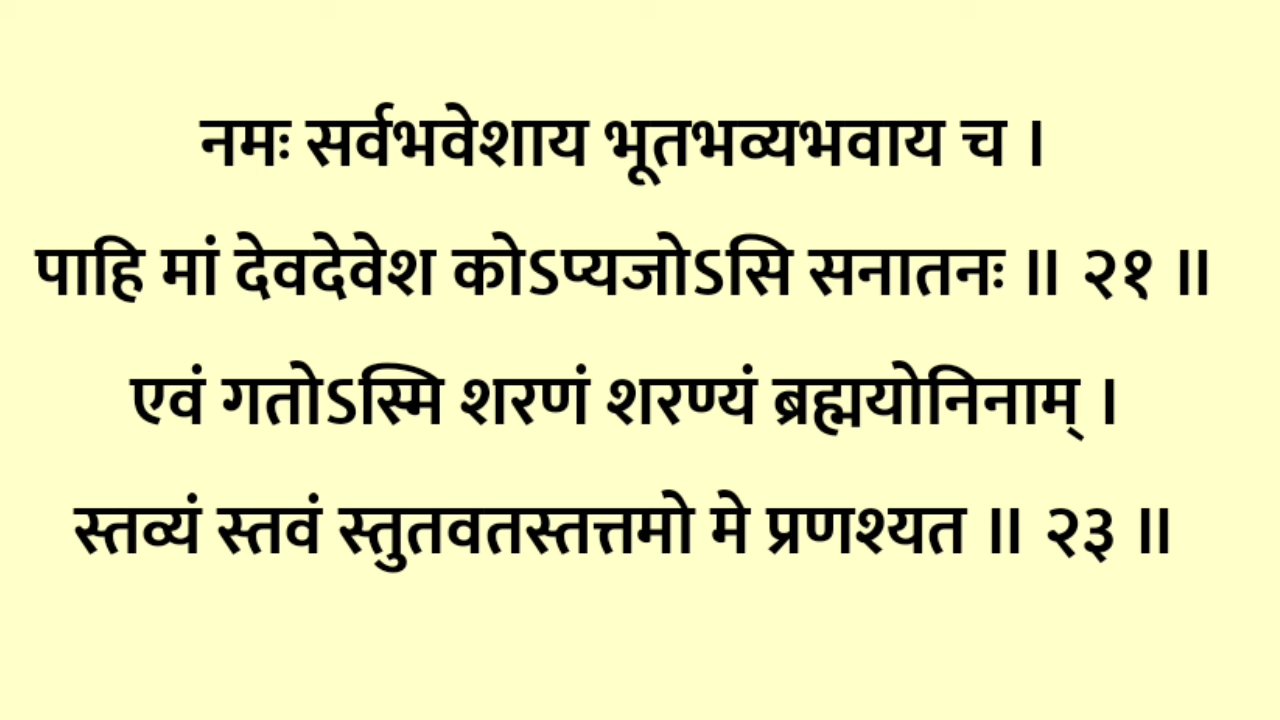 नमः सर्वभवेशाय भूतभव्यभवाय च ।
पाहि मां देवदेवेश कोऽप्यजोऽसि सनातनः ॥ २१ ॥
एवं गतोऽस्मि शरणं शरण्यं ब्रह्मयोनिनाम् ।
स्तव्यं स्तवं स्तुतवतस्तत्तमो मे प्रणश्यत ॥ २३ ॥